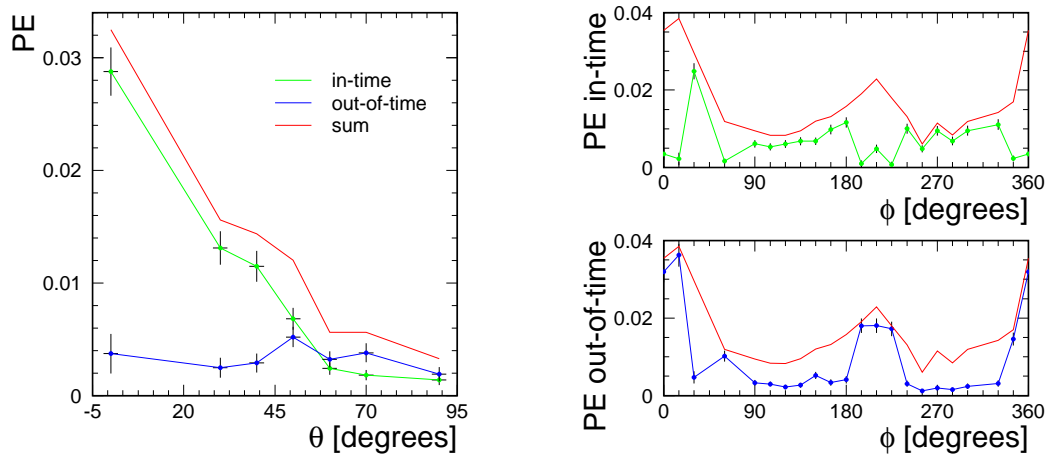 PE
0.03
0.02
0.01
0
-5 20 45 70 95
θ [degrees]
in-time
out-of-time
sum
PE in-time
0.04
0.02
0
0 90 180 270 360
ϕ [degrees]
PE out-of-time
0.04
0.02
0
0 90 180 270 360
ϕ [degrees]